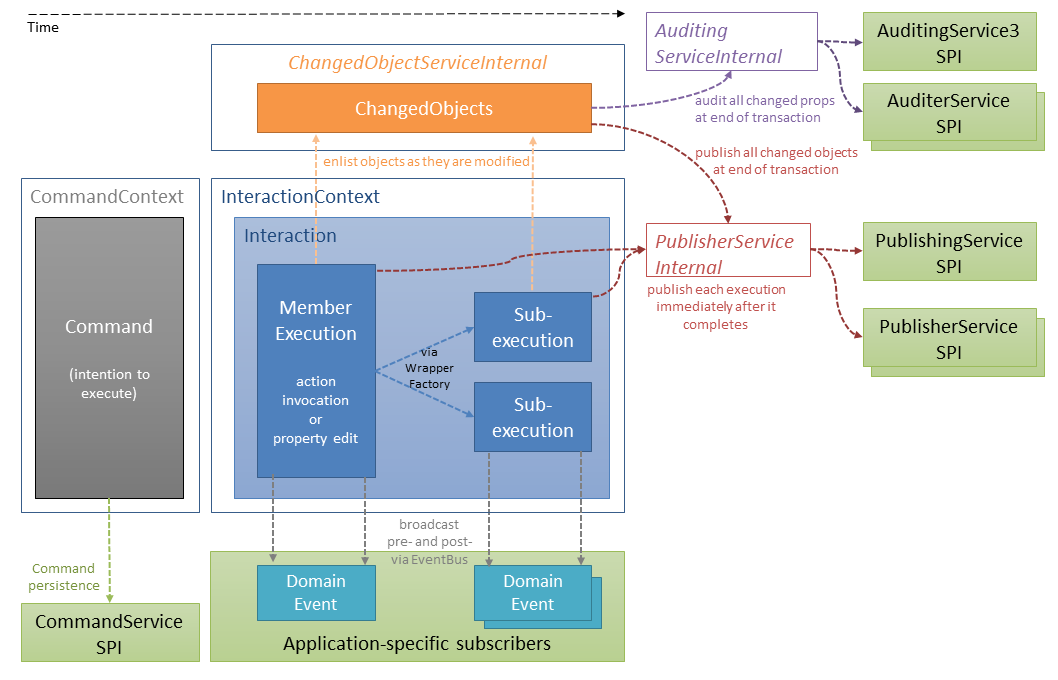 Time
Auditing
ServiceInternal
AuditingService3
SPI
AuditerService
SPI
audit all changed props
at end of transaction
ChangedObjectServiceInternal
ChangedObjects
enlist objects as they are modified
publish all changed objects
at end of transaction
CommandContext
Command
(intention to
execute)
InteractionContext
Interaction
Member
Execution
action
invocation
or
property edit
via
Wrapper
Factory
Sub-
execution
Sub-
execution
PublisherService
Internal
publish each execution
immediately after it
completes
PublishingService
SPI
PublisherService
SPI
broadcast
pre- and post-
via EventBus
Command
persistence
CommandService
SPI
Domain
Event
Domain
Event
Application-specific subscribers